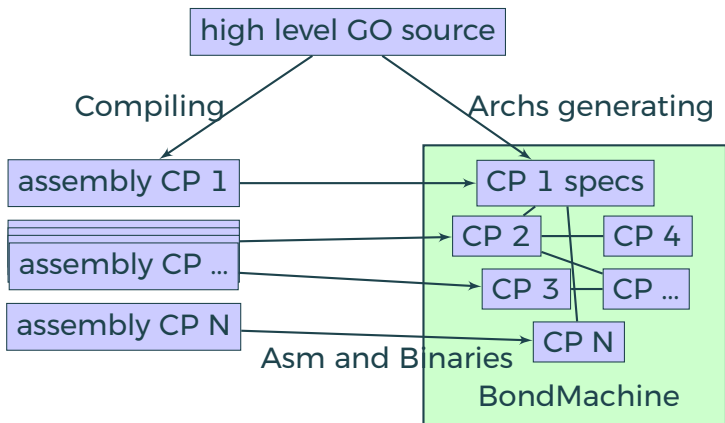 high level GO source
Compiling
Archs generating
assembly CP 1
CP 1 specs
CP 2
CP 4
assembly CP ...
CP 3
CP ...
assembly CP N
CP N
Asm and Binaries
BondMachine